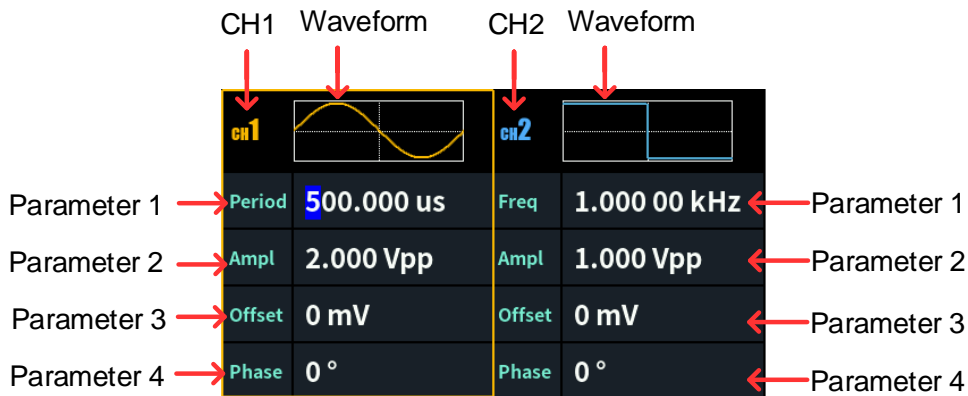 CH1 Waveform CH2 Waveform
CH1 CH2
Parameter 1 Period 500.000 us Freq 1.000 00 kHz Parameter 1
Parameter 2 Ampl 2.000 Vpp Ampl 1.000 Vpp Parameter 2
Parameter 3 Offset 0 mV Offset 0 mV Parameter 3
Parameter 4 Phase 0 ° Phase 0 ° Parameter 4